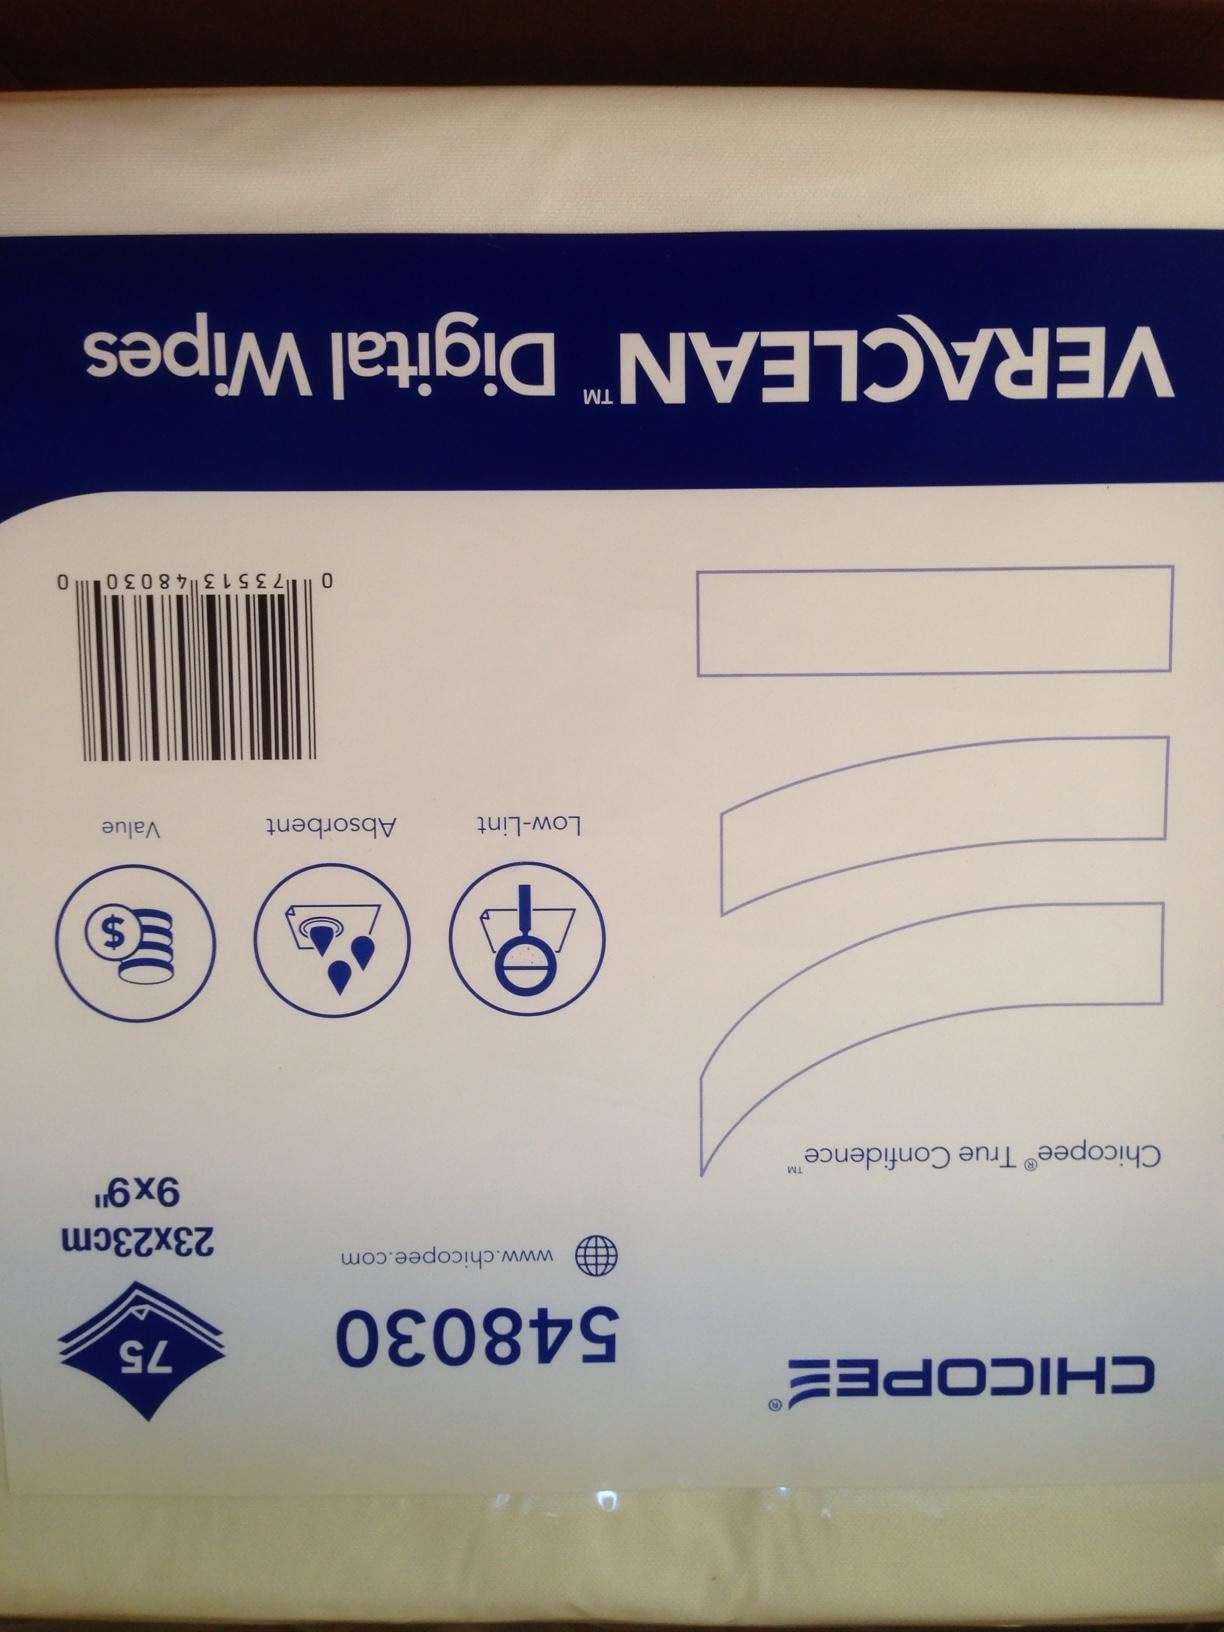 CHICOPEE®
548030
75
www.chicopee.com
23x23cm
9x9"
Chicopee® True Confidence™
Low-Lint
Absorbent
$
Value
0 73513 48030 0
VERACLEAN™ Digital Wipes